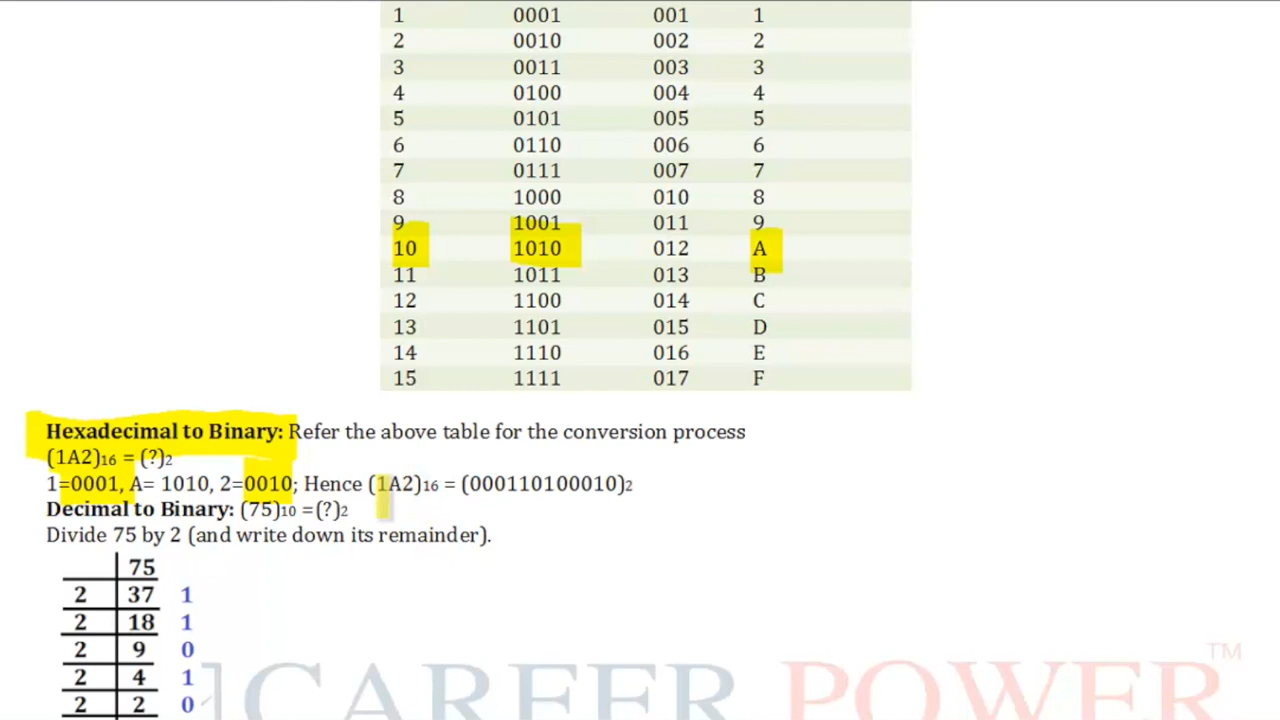 1 0001 001 1
2 0010 002 2
3 0011 003 3
4 0100 004 4
5 0101 005 5
6 0110 006 6
7 0111 007 7
8 1000 010 8
9 1001 011 9
10 1010 012 A
11 1011 013 B
12 1100 014 C
13 1101 015 D
14 1110 016 E
15 1111 017 F
Hexadecimal to Binary: Refer the above table for the conversion process
(1A2)16 = (?)2
1=0001, A= 1010, 2=0010; Hence (1A2)16 = (000110100010)2
Decimal to Binary: (75)10 =(?)2
Divide 75 by 2 (and write down its remainder).
75
2 37 1
2 18 1
2 9 0
2 4 1
2 2 0
CAREER POWER TM